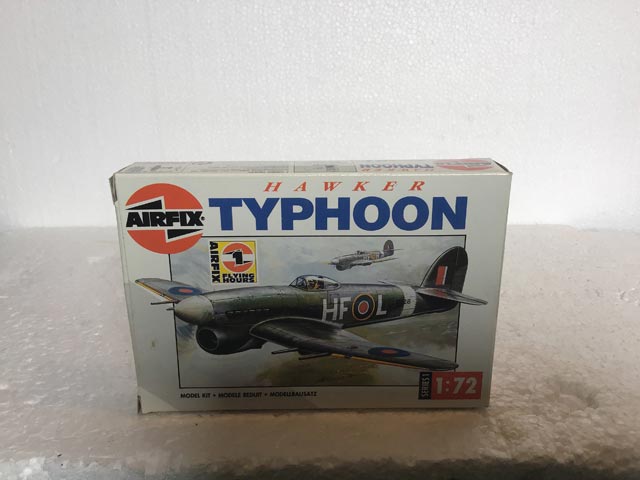 HAWKER
AIRFIX
TYPHOON
AIRFIX
1
FLYING
HOURS
HF L
MODEL KIT • MODELE REDUIT • MODELLBAUSATZ
SERIES 1
1:72